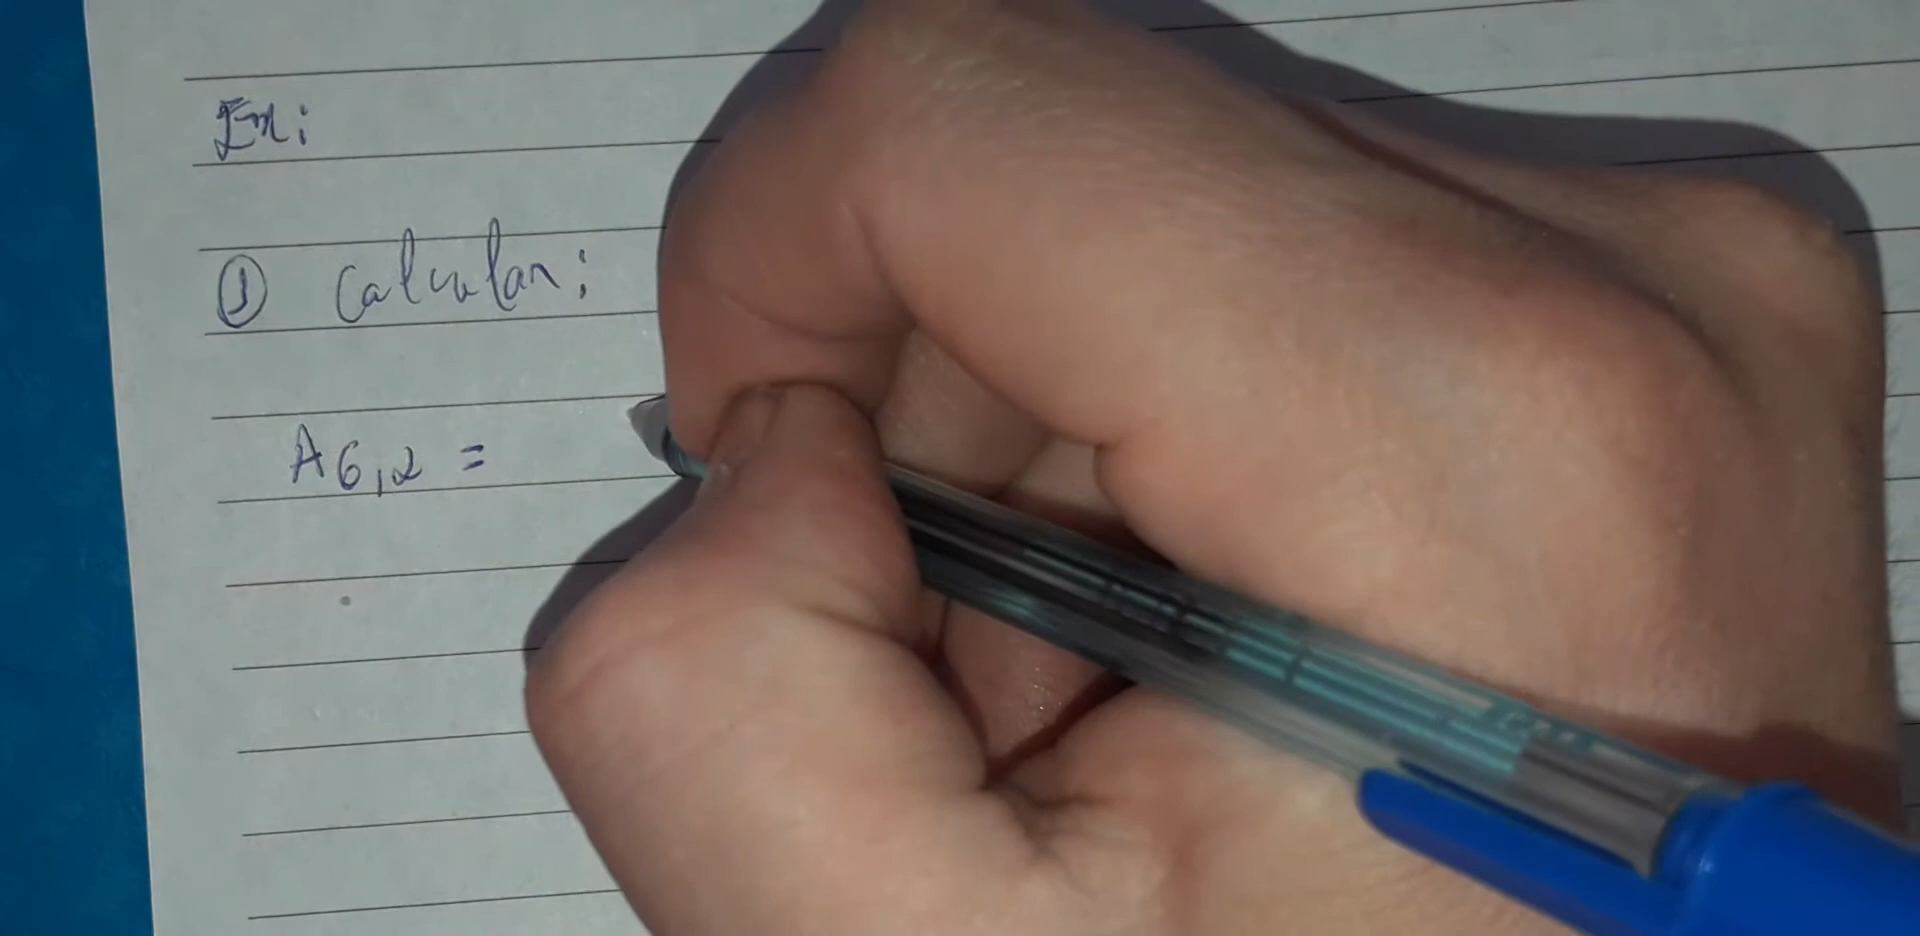 Ex:
① Calcular:
A6,2 =